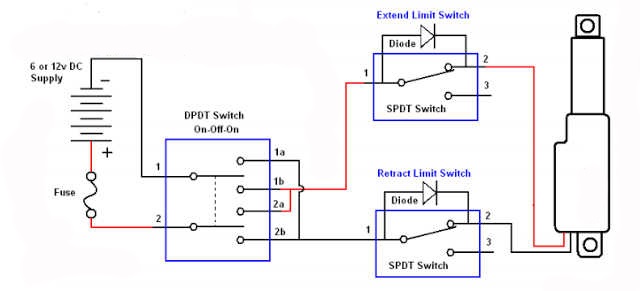 Extend Limit Switch
Diode
1
2
3
SPDT Switch
6 or 12v DC
Supply
−
+
Fuse
DPDT Switch
On-Off-On
1
2
1a
1b
2a
2b
Retract Limit Switch
Diode
1
2
3
SPDT Switch